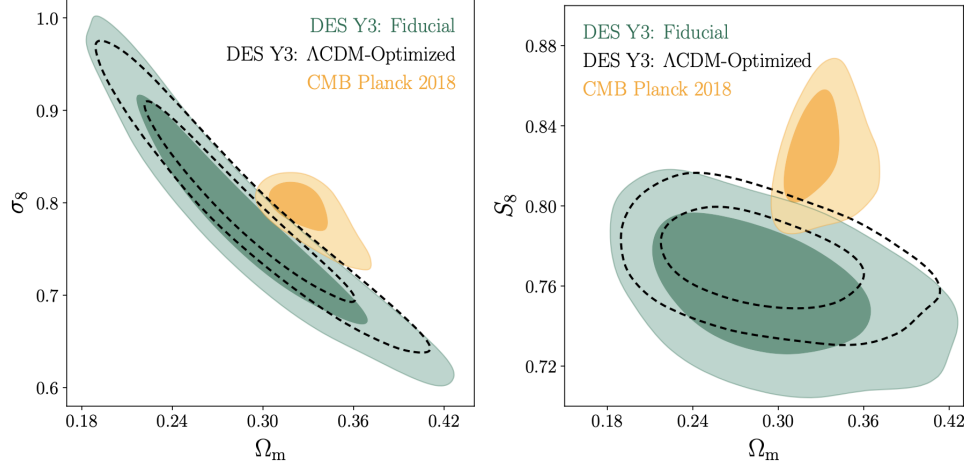 DES Y3: Fiducial
DES Y3: ΛCDM-Optimized
CMB Planck 2018
1.0
0.9
0.8
0.7
0.6
σ8
0.18
0.24
0.30
0.36
0.42
Ωm
DES Y3: Fiducial
DES Y3: ΛCDM-Optimized
CMB Planck 2018
0.88
0.84
0.80
0.76
0.72
S8
0.18
0.24
0.30
0.36
0.42
Ωm